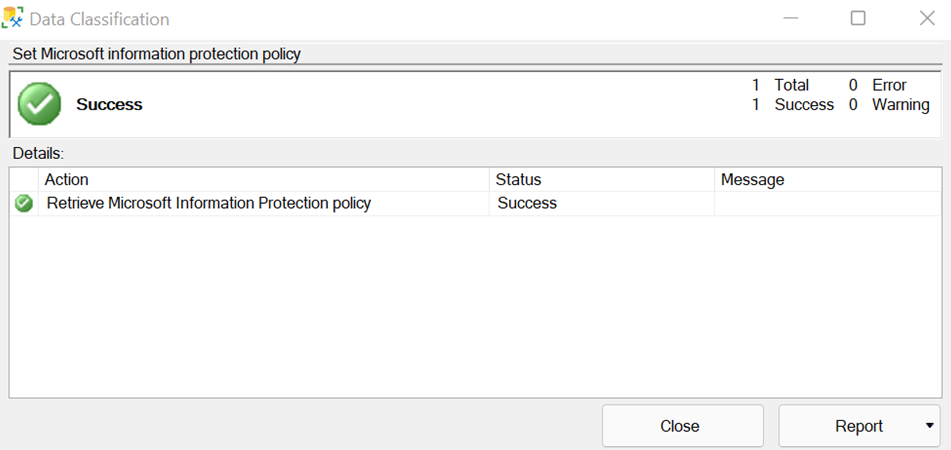 Data Classification
Set Microsoft information protection policy
Success
1 Total 0 Error
1 Success 0 Warning
Details:
Action Status Message
Retrieve Microsoft Information Protection policy Success
Close Report